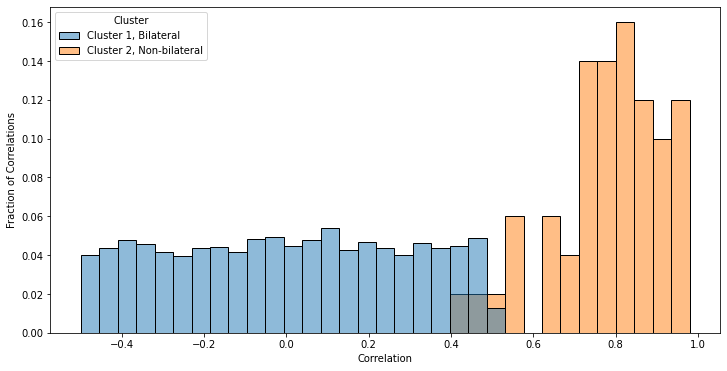 Cluster
Cluster 1, Bilateral
Cluster 2, Non-bilateral
Fraction of Correlations
0.16
0.14
0.12
0.10
0.08
0.06
0.04
0.02
0.00
−0.4 −0.2 0.0 0.2 0.4 0.6 0.8 1.0
Correlation